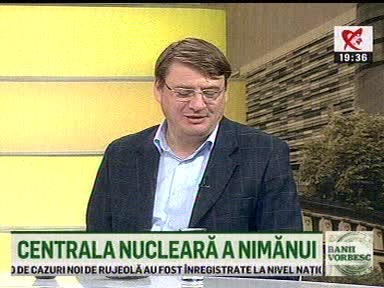 19:36
CENTRALA NUCLEARĂ A NIMĂNUI
BANII
VORBESC
DE CAZURI NOI DE RUJEOLĂ AU FOST ÎNREGISTRATE LA NIVEL NAȚIO